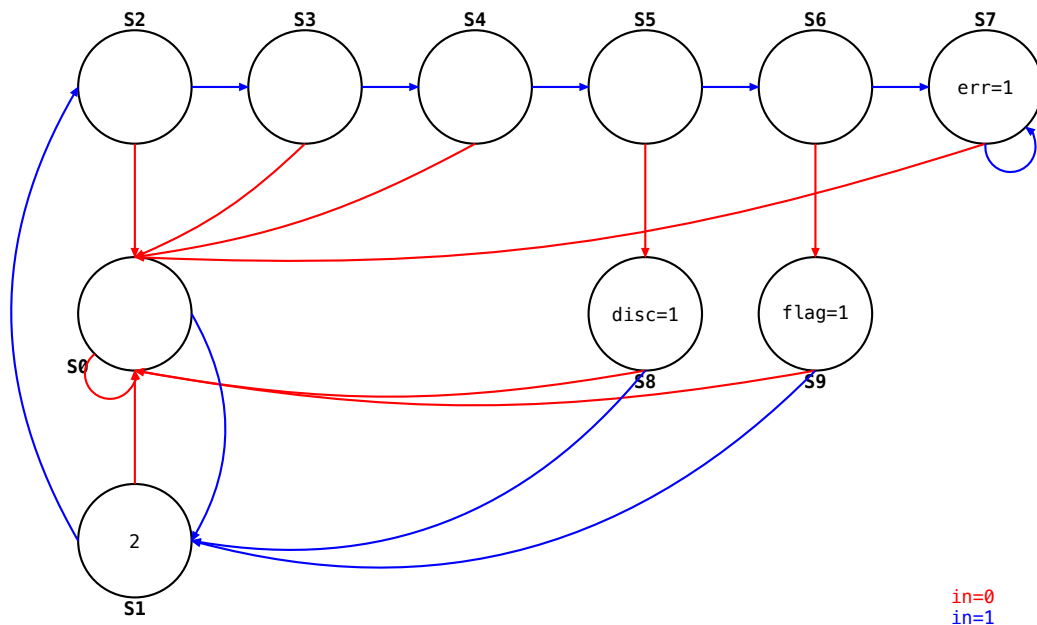 S2 S3 S4 S5 S6 S7
err=1
disc=1 flag=1
S0 S8 S9
2
S1
in=0
in=1